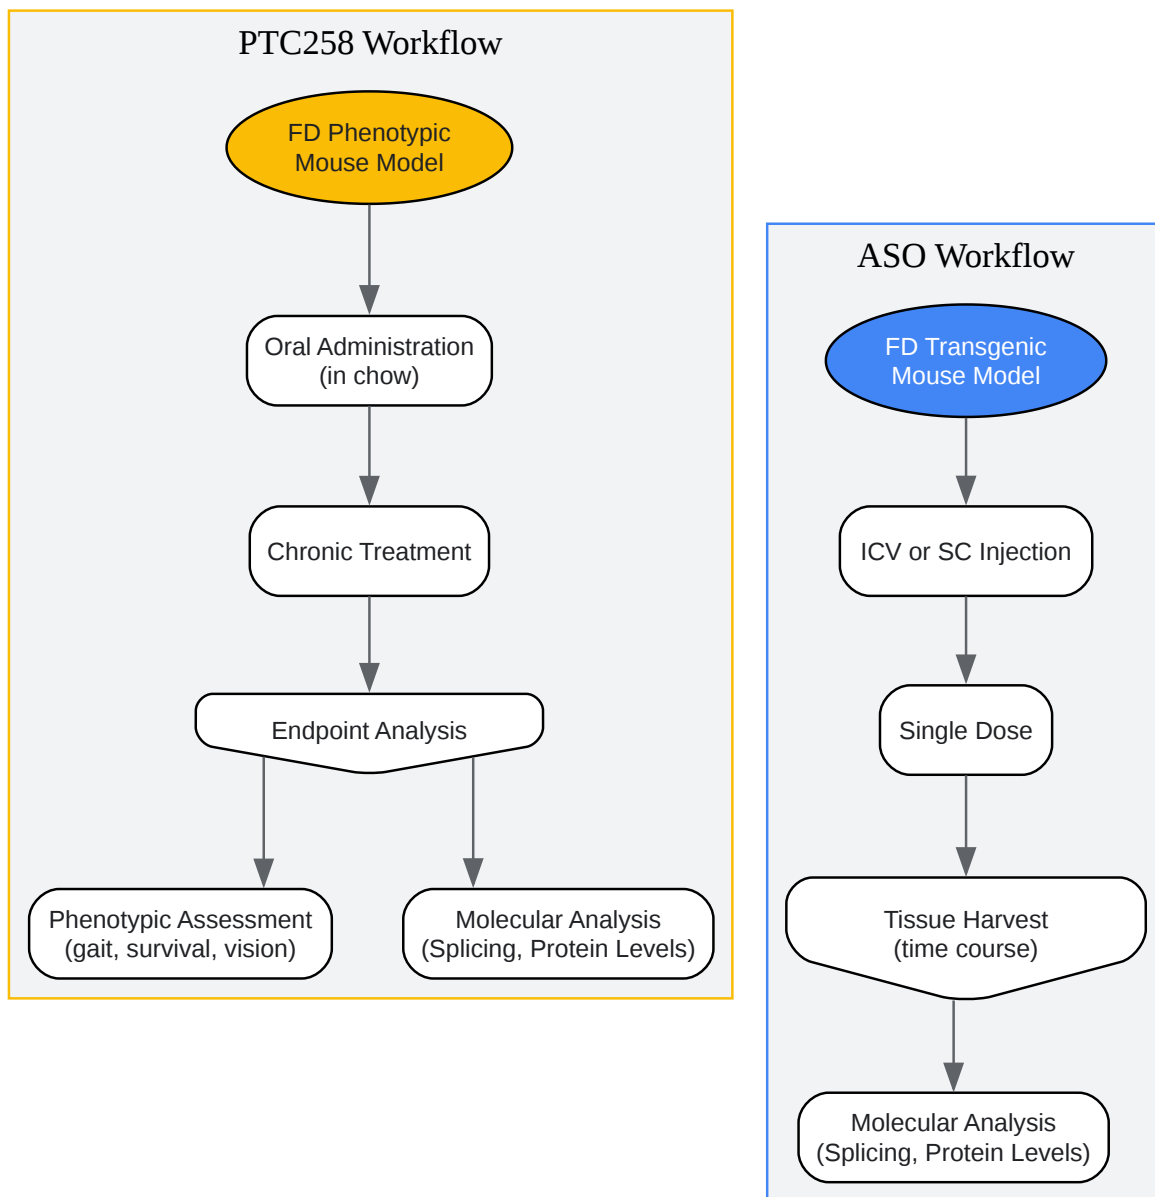 PTC258 Workflow
FD Phenotypic
Mouse Model
Oral Administration
(in chow)
Chronic Treatment
Endpoint Analysis
Phenotypic Assessment
(gait, survival, vision)
Molecular Analysis
(Splicing, Protein Levels)
ASO Workflow
FD Transgenic
Mouse Model
ICV or SC Injection
Single Dose
Tissue Harvest
(time course)
Molecular Analysis
(Splicing, Protein Levels)